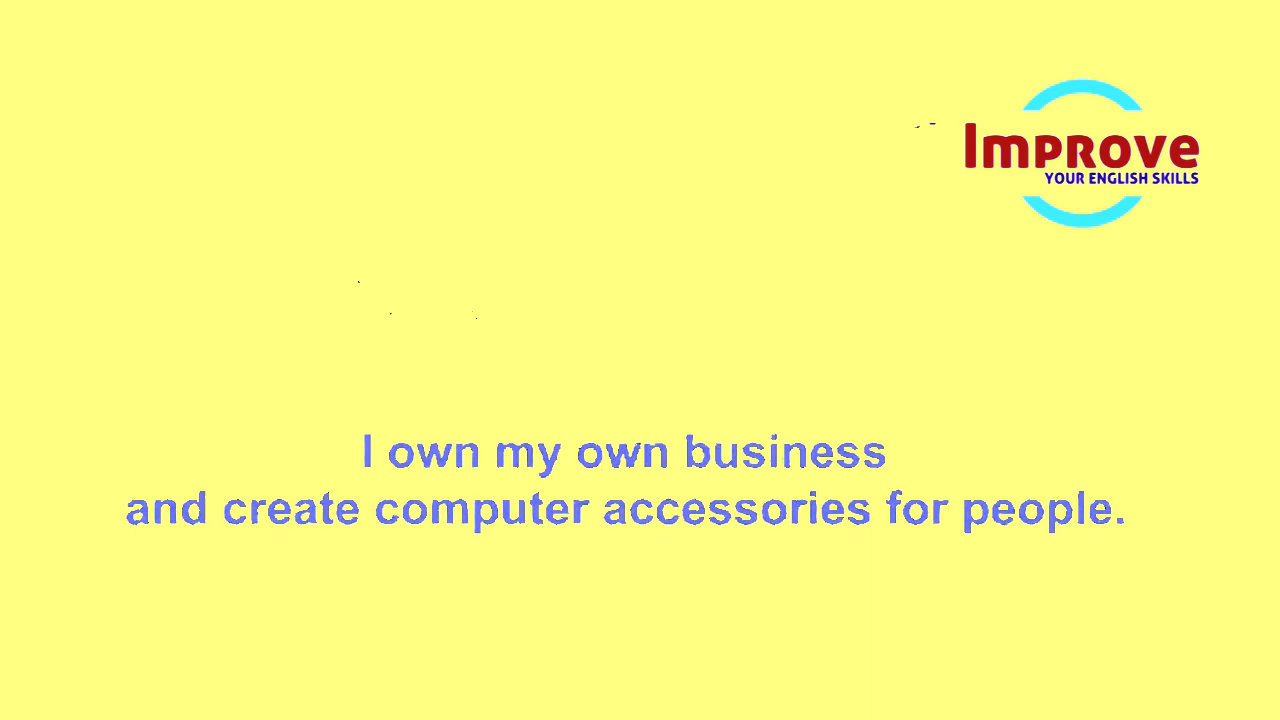 Improve
YOUR ENGLISH SKILLS
I own my own business
and create computer accessories for people.